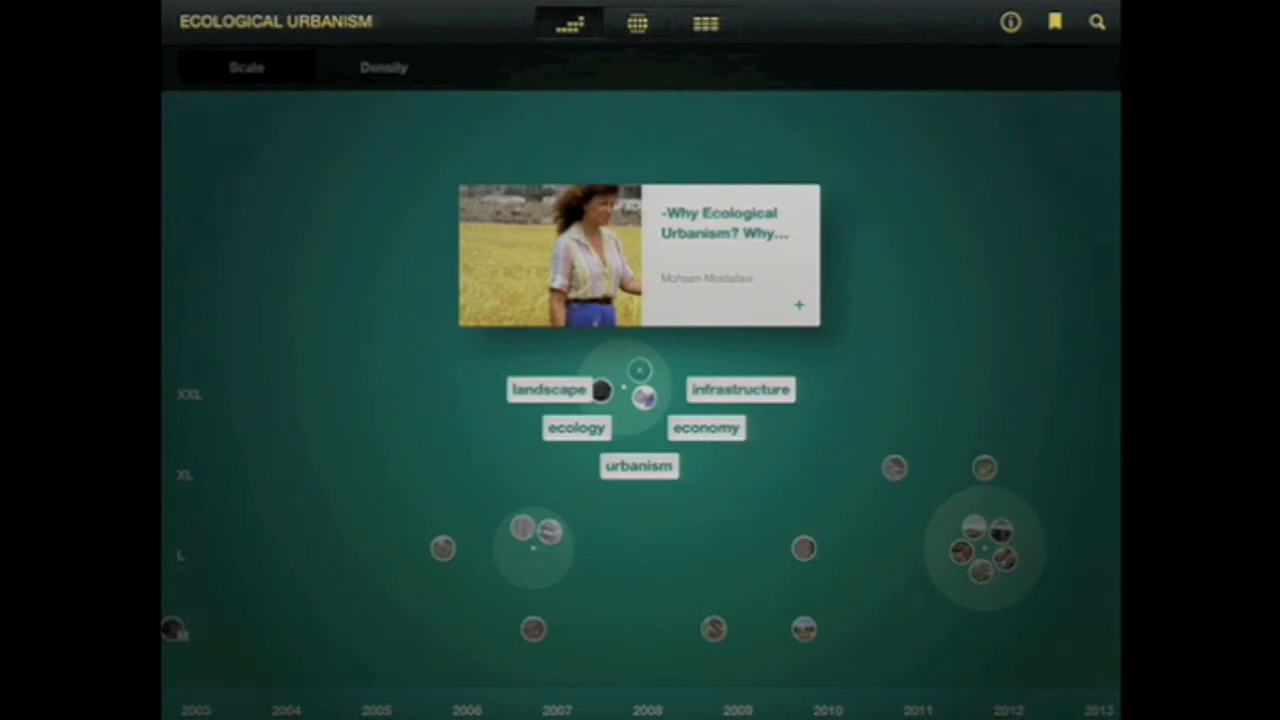 ECOLOGICAL URBANISM
Scale
Density
-Why Ecological
Urbanism? Why...
Mohsen Mostafavi
+
XXL
landscape
infrastructure
ecology
economy
urbanism
XL
L
M
2003
2004
2005
2006
2007
2008
2009
2010
2011
2012
2013